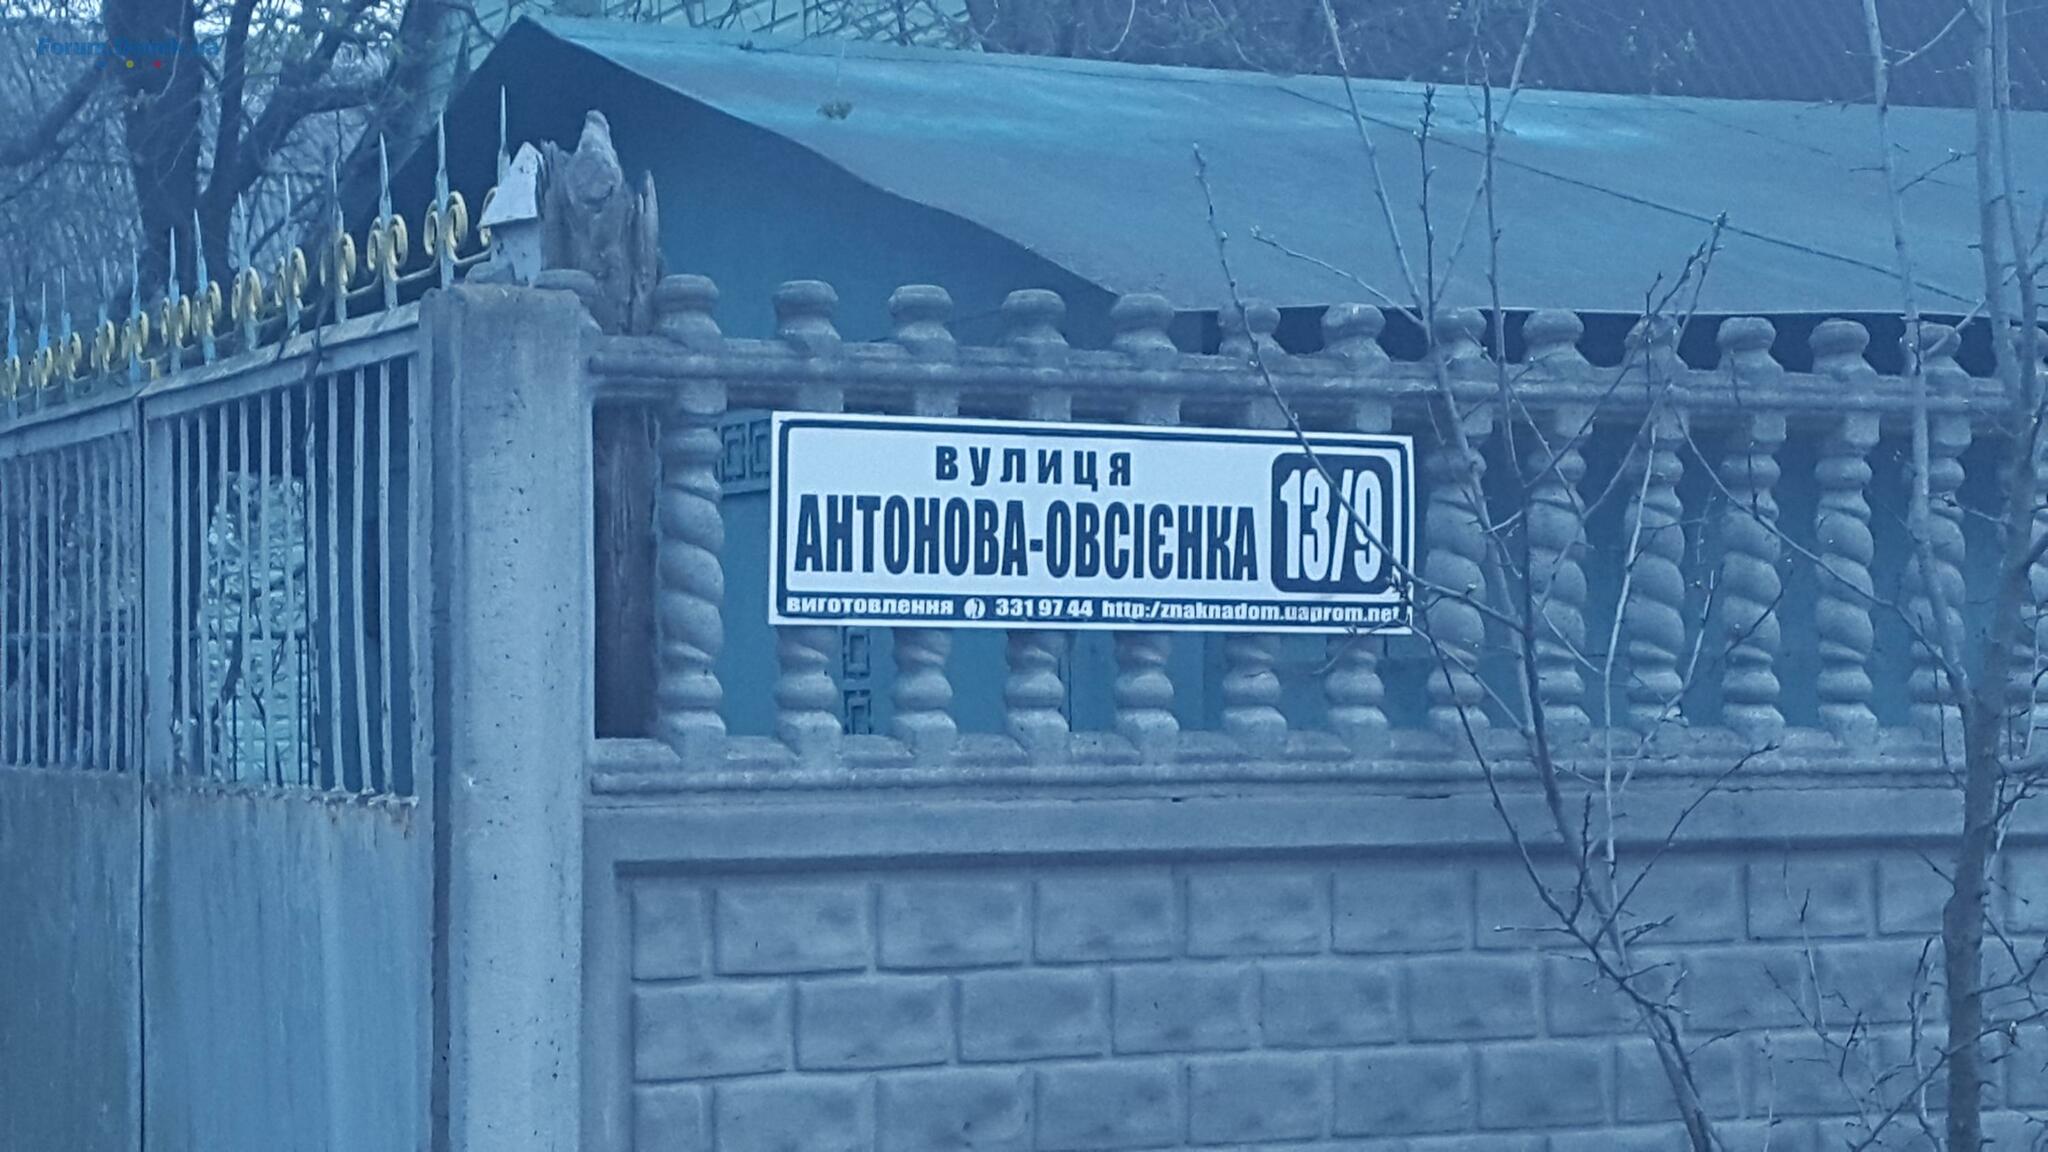 вулиця
АНТОНОВА-ОВСІЄНКА
13/9
виготовлення 331 97 44 http:/znaknadom.uaprom.net